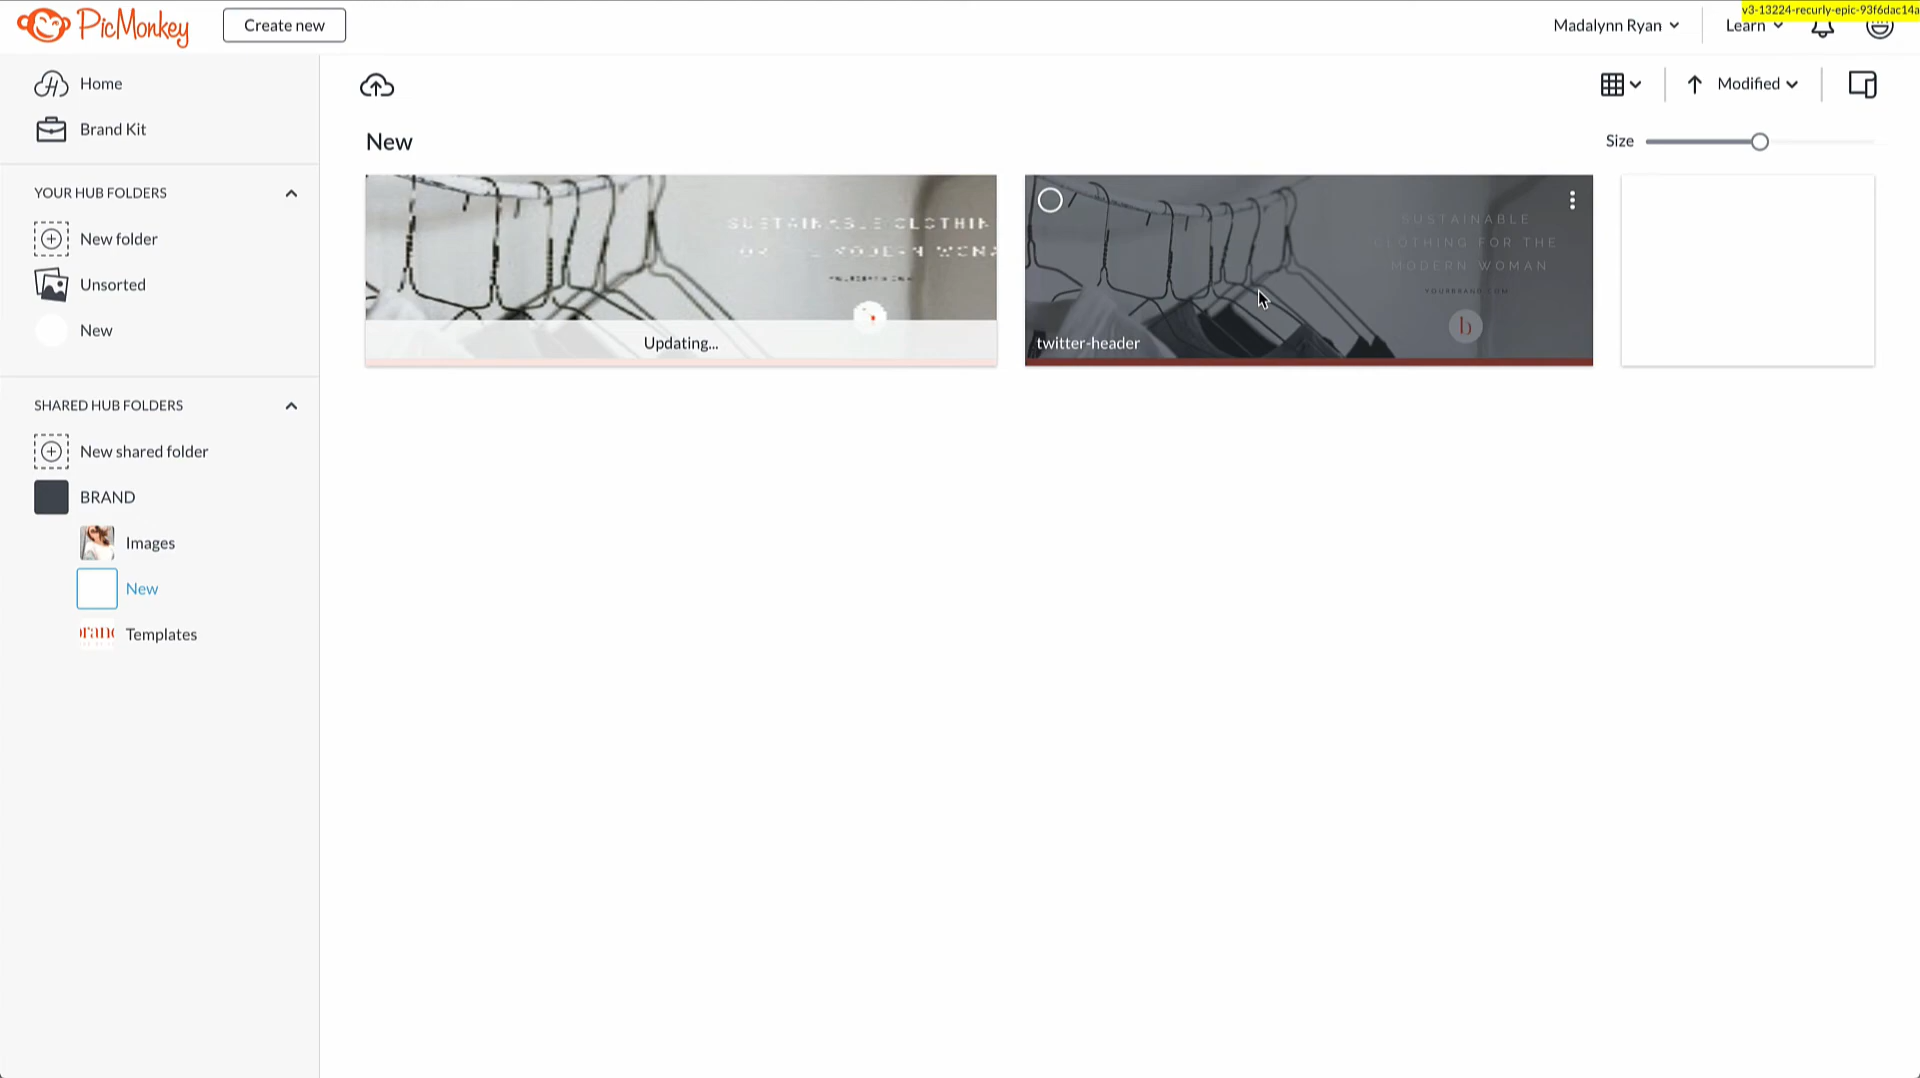 PicMonkey
Create new
Madalynn Ryan
Learn
v3-13224-recurly-epic-93f6dac14a
Home
Brand Kit
YOUR HUB FOLDERS
New folder
Unsorted
New
SHARED HUB FOLDERS
New shared folder
BRAND
Images
New
Templates
Modified
New
Size
SUSTAINABLE CLOTHIN
Updating...
SUSTAINABLE
CLOTHING FOR THE
MODERN WOMAN
YOURBRAND.COM
b
twitter-header